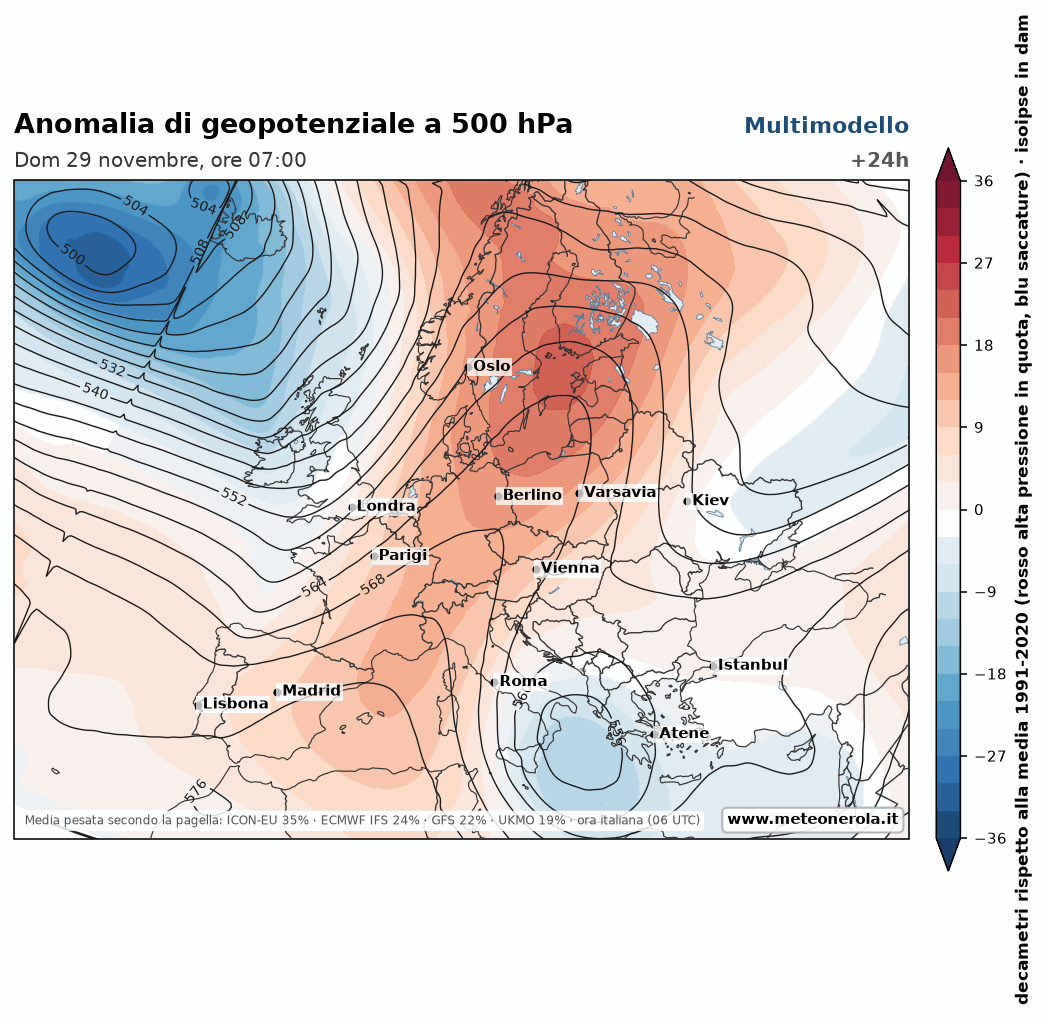 Anomalia di geopotenziale a 500 hPa
Multimodello
Dom 29 novembre, ore 07:00
+24h
504
504
508
508
500
532
540
552
564
568
576
Oslo
Londra
Berlino
Varsavia
Kiev
Parigi
Vienna
Istanbul
Roma
Madrid
Lisbona
Atene
Media pesata secondo la pagella: ICON-EU 35% · ECMWF IFS 24% · GFS 22% · UKMO 19% · ora italiana (06 UTC)
www.meteonerola.it
36
27
18
9
0
−9
−18
−27
−36
decametri rispetto alla media 1991-2020 (rosso alta pressione in quota, blu saccature) · isoipse in dam